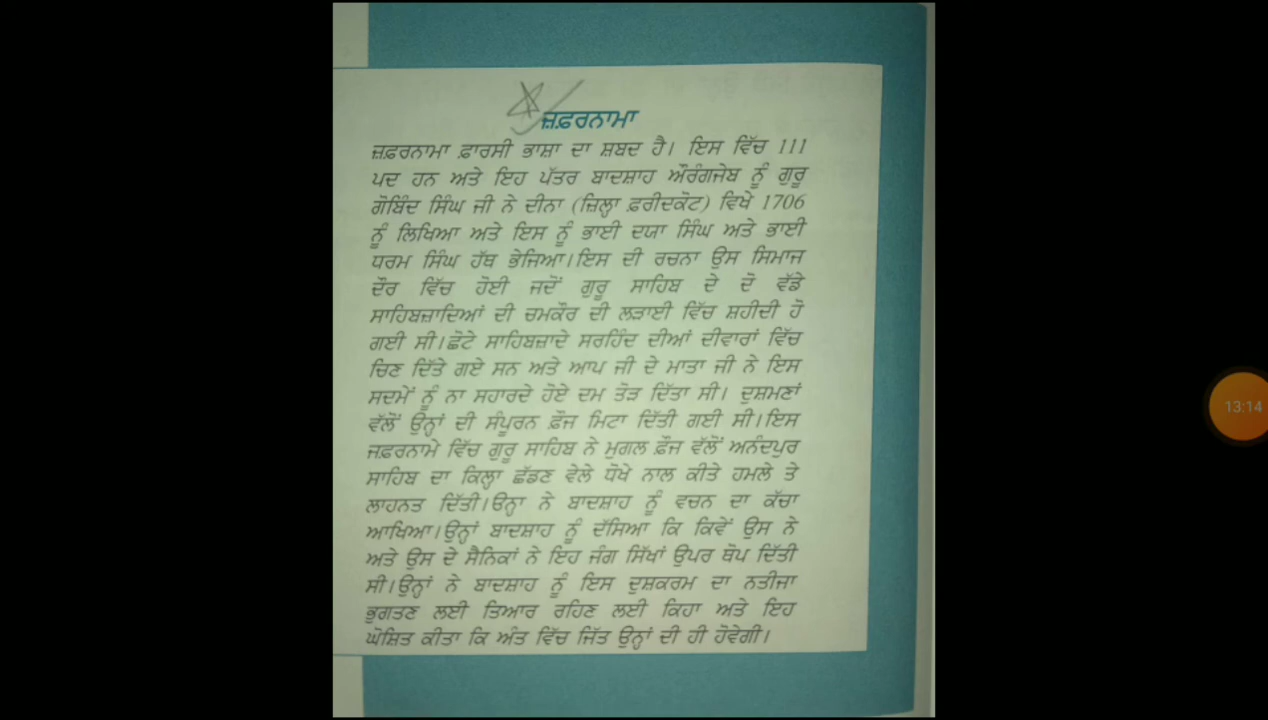 ਜ਼ਫ਼ਰਨਾਮਾ
ਜ਼ਫ਼ਰਨਾਮਾ ਫ਼ਾਰਸੀ ਭਾਸ਼ਾ ਦਾ ਸ਼ਬਦ ਹੈ। ਇਸ ਵਿੱਚ 111
ਪਦ ਹਨ ਅਤੇ ਇਹ ਪੱਤਰ ਬਾਦਸ਼ਾਹ ਔਰੰਗਜੇਬ ਨੂੰ ਗੁਰੂ
ਗੋਬਿੰਦ ਸਿੰਘ ਜੀ ਨੇ ਦੀਨਾ (ਜ਼ਿਲ੍ਹਾ ਫ਼ਰੀਦਕੋਟ) ਵਿਖੇ 1706
ਨੂੰ ਲਿਖਿਆ ਅਤੇ ਇਸ ਨੂੰ ਭਾਈ ਦਯਾ ਸਿੰਘ ਅਤੇ ਭਾਈ
ਧਰਮ ਸਿੰਘ ਹੱਥ ਭੇਜਿਆ।ਇਸ ਦੀ ਰਚਨਾ ਉਸ ਸਿਮਾਜ
ਦੌਰ ਵਿੱਚ ਹੋਈ ਜਦੋਂ ਗੁਰੂ ਸਾਹਿਬ ਦੇ ਦੋ ਵੱਡੇ
ਸਾਹਿਬਜ਼ਾਦਿਆਂ ਦੀ ਚਮਕੌਰ ਦੀ ਲੜਾਈ ਵਿੱਚ ਸ਼ਹੀਦੀ ਹੋ
ਗਈ ਸੀ।ਛੋਟੇ ਸਾਹਿਬਜ਼ਾਦੇ ਸਰਹਿੰਦ ਦੀਆਂ ਦੀਵਾਰਾਂ ਵਿੱਚ
ਚਿਣ ਦਿੱਤੇ ਗਏ ਸਨ ਅਤੇ ਆਪ ਜੀ ਦੇ ਮਾਤਾ ਜੀ ਨੇ ਇਸ
ਸਦਮੇਂ ਨੂੰ ਨਾ ਸਹਾਰਦੇ ਹੋਏ ਦਮ ਤੋੜ ਦਿੱਤਾ ਸੀ। ਦੁਸ਼ਮਣਾਂ
ਵੱਲੋਂ ਉਨ੍ਹਾਂ ਦੀ ਸੰਪੂਰਨ ਫ਼ੌਜ ਮਿਟਾ ਦਿੱਤੀ ਗਈ ਸੀ।ਇਸ
ਜ਼ਫ਼ਰਨਾਮੇ ਵਿੱਚ ਗੁਰੂ ਸਾਹਿਬ ਨੇ ਮੁਗਲ ਫ਼ੌਜ ਵੱਲੋਂ ਅਨੰਦਪੁਰ
ਸਾਹਿਬ ਦਾ ਕਿਲ੍ਹਾ ਛੱਡਣ ਵੇਲੇ ਧੋਖੇ ਨਾਲ ਕੀਤੇ ਹਮਲੇ ਤੇ
ਲਾਹਨਤ ਦਿੱਤੀ।ਓਨ੍ਹਾ ਨੇ ਬਾਦਸ਼ਾਹ ਨੂੰ ਵਚਨ ਦਾ ਕੱਚਾ
ਆਖਿਆ।ਉਨ੍ਹਾਂ ਬਾਦਸ਼ਾਹ ਨੂੰ ਦੱਸਿਆ ਕਿ ਕਿਵੇਂ ਉਸ ਨੇ
ਅਤੇ ਉਸ ਦੇ ਸੈਨਿਕਾਂ ਨੇ ਇਹ ਜੰਗ ਸਿੱਖਾਂ ਉਪਰ ਥੋਪ ਦਿੱਤੀ
ਸੀ।ਉਨ੍ਹਾਂ ਨੇ ਬਾਦਸ਼ਾਹ ਨੂੰ ਇਸ ਦੁਸ਼ਕਰਮ ਦਾ ਨਤੀਜਾ
ਭੁਗਤਣ ਲਈ ਤਿਆਰ ਰਹਿਣ ਲਈ ਕਿਹਾ ਅਤੇ ਇਹ
ਘੋਸ਼ਿਤ ਕੀਤਾ ਕਿ ਅੰਤ ਵਿੱਚ ਜਿੱਤ ਉਨ੍ਹਾਂ ਦੀ ਹੀ ਹੋਵੇਗੀ।
13:14